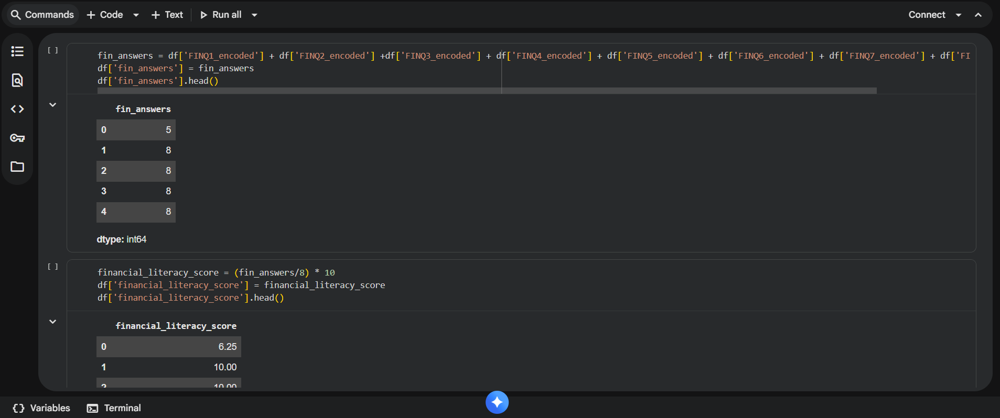 Commands + Code + Text Run all Connect
[ ]
fin_answers = df['FINQ1_encoded'] + df['FINQ2_encoded'] +df['FINQ3_encoded'] + df['FINQ4_encoded'] + df['FINQ5_encoded'] + df['FINQ6_encoded'] + df['FINQ7_encoded'] + df['FI
df['fin_answers'] = fin_answers
df['fin_answers'].head()
fin_answers
0 5
1 8
2 8
3 8
4 8
dtype: int64
[ ]
financial_literacy_score = (fin_answers/8) * 10
df['financial_literacy_score'] = financial_literacy_score
df['financial_literacy_score'].head()
financial_literacy_score
0 6.25
1 10.00
2 10.00
Variables Terminal